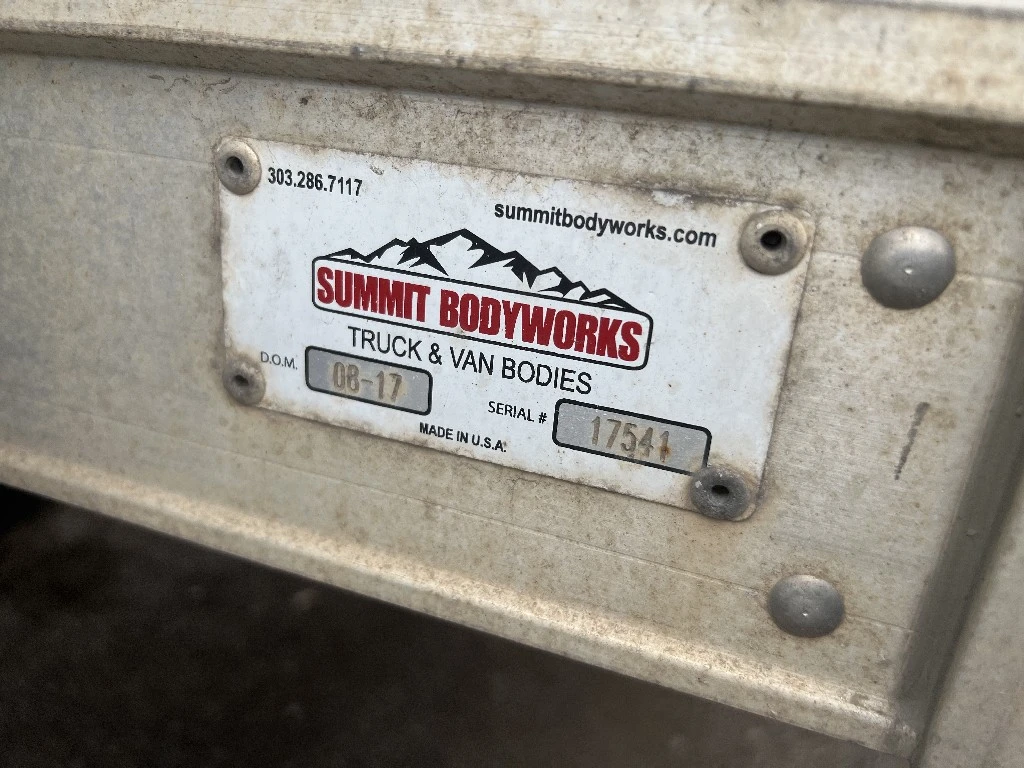 303.286.7117
summitbodyworks.com
SUMMIT BODYWORKS
TRUCK & VAN BODIES
D.O.M. 08-17
SERIAL # 17541
MADE IN U.S.A.